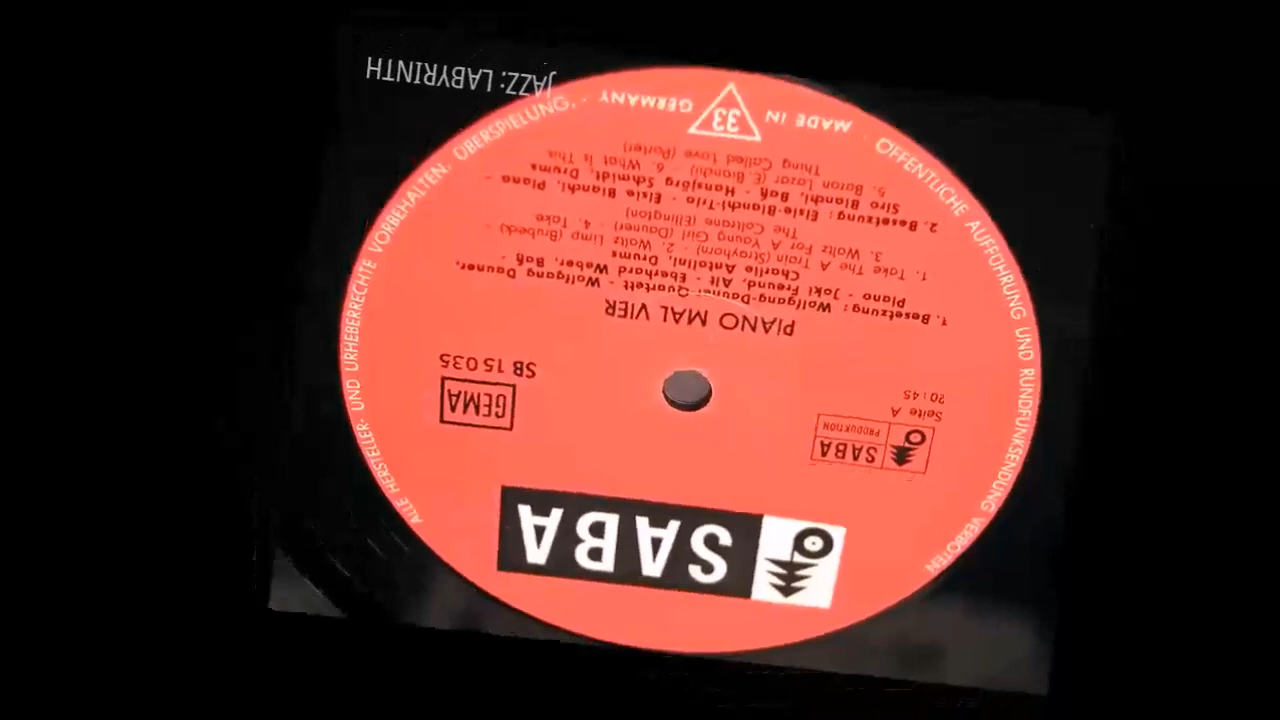 JAZZ: LABYRINTH
SABA
SABA
PRODUKTION
Seite A
20:45
GEMA
SB 15 035
PIANO MAL VIER
1. Besetzung: Wolfgang-Dauner-Quartett - Wolfgang Dauner,
Piano - Joki Freund, Alt - Eberhard Weber, Baß -
Charlie Antolini, Drums
1. Take The A Train (Strayhorn) - 2. Waltz Limp (Brubeck) -
3. Waltz For A Young Girl (Dauner) - 4. Take
The Coltrane (Ellington)
2. Besetzung: Elsie-Bianchi-Trio - Elsie Bianchi, Piano -
Siro Bianchi, Baß - Hansjörg Schmidt, Drums
5. Baron Lazar (E. Bianchi) - 6. What Is This
Thing Called Love (Porter)
MADE IN 33 GERMANY
ALLE HERSTELLER- UND URHEBERRECHTE VORBEHALTEN. ÜBERSPIELUNG, · ÖFFENTLICHE AUFFÜHRUNG UND RUNDFUNKSENDUNG VERBOTEN